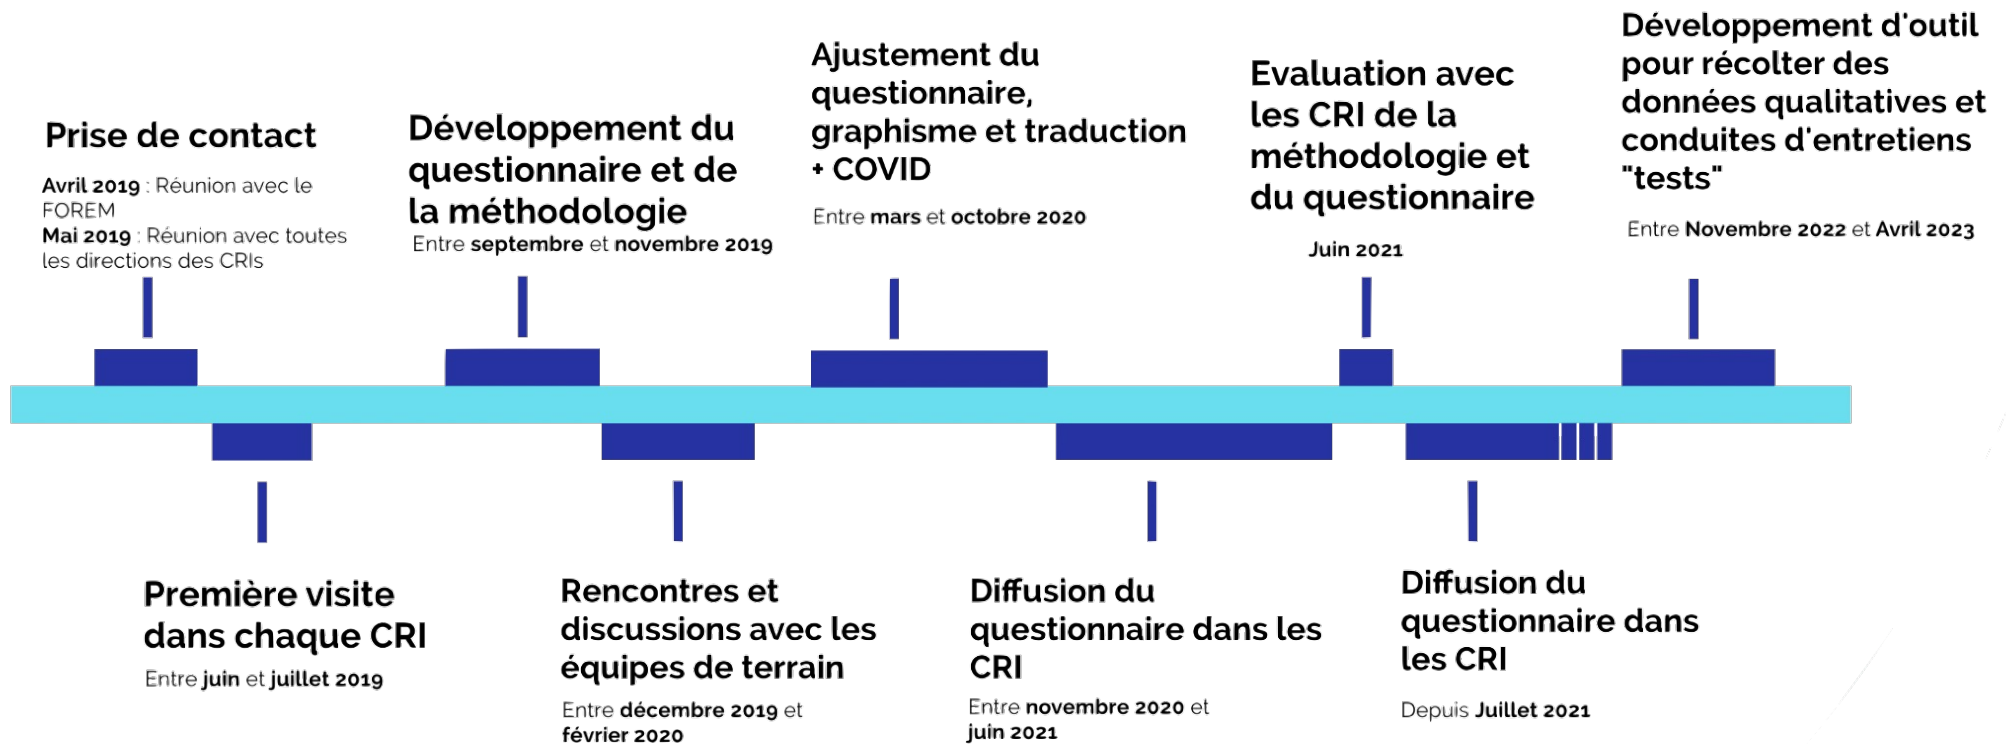 Prise de contact
Avril 2019 : Réunion avec le
FOREM
Mai 2019 : Réunion avec toutes
les directions des CRIs
Développement du
questionnaire et de
la méthodologie
Entre septembre et novembre 2019
Ajustement du
questionnaire,
graphisme et traduction
+ COVID
Entre mars et octobre 2020
Evaluation avec
les CRI de la
méthodologie et
du questionnaire
Juin 2021
Développement d'outil
pour récolter des
données qualitatives et
conduites d'entretiens
"tests"
Entre Novembre 2022 et Avril 2023
Première visite
dans chaque CRI
Entre juin et juillet 2019
Rencontres et
discussions avec les
équipes de terrain
Entre décembre 2019 et
février 2020
Diffusion du
questionnaire dans les
CRI
Entre novembre 2020 et
juin 2021
Diffusion du
questionnaire dans
les CRI
Depuis Juillet 2021